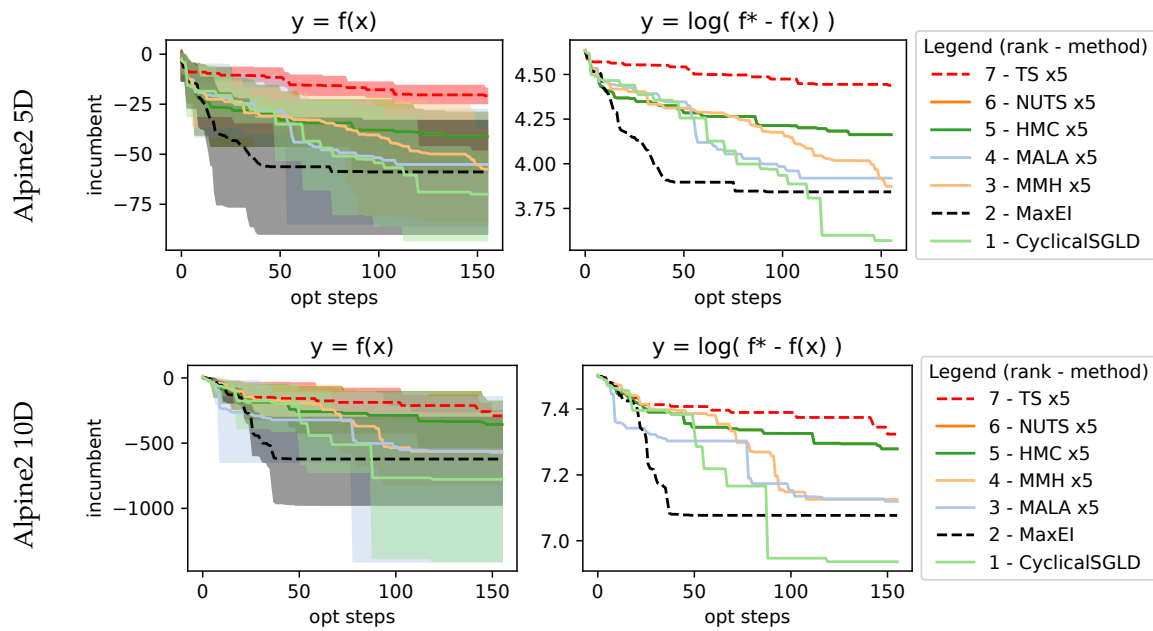 Alpine2 5D
y = f(x)
incumbent
0
−25
−50
−75
0
50
100
150
opt steps
y = log( f* - f(x) )
4.50
4.25
4.00
3.75
0
50
100
150
opt steps
Legend (rank - method)
7 - TS x5
6 - NUTS x5
5 - HMC x5
4 - MALA x5
3 - MMH x5
2 - MaxEI
1 - CyclicalSGLD
Alpine2 10D
y = f(x)
incumbent
0
−500
−1000
0
50
100
150
opt steps
y = log( f* - f(x) )
7.4
7.2
7.0
0
50
100
150
opt steps
Legend (rank - method)
7 - TS x5
6 - NUTS x5
5 - HMC x5
4 - MMH x5
3 - MALA x5
2 - MaxEI
1 - CyclicalSGLD